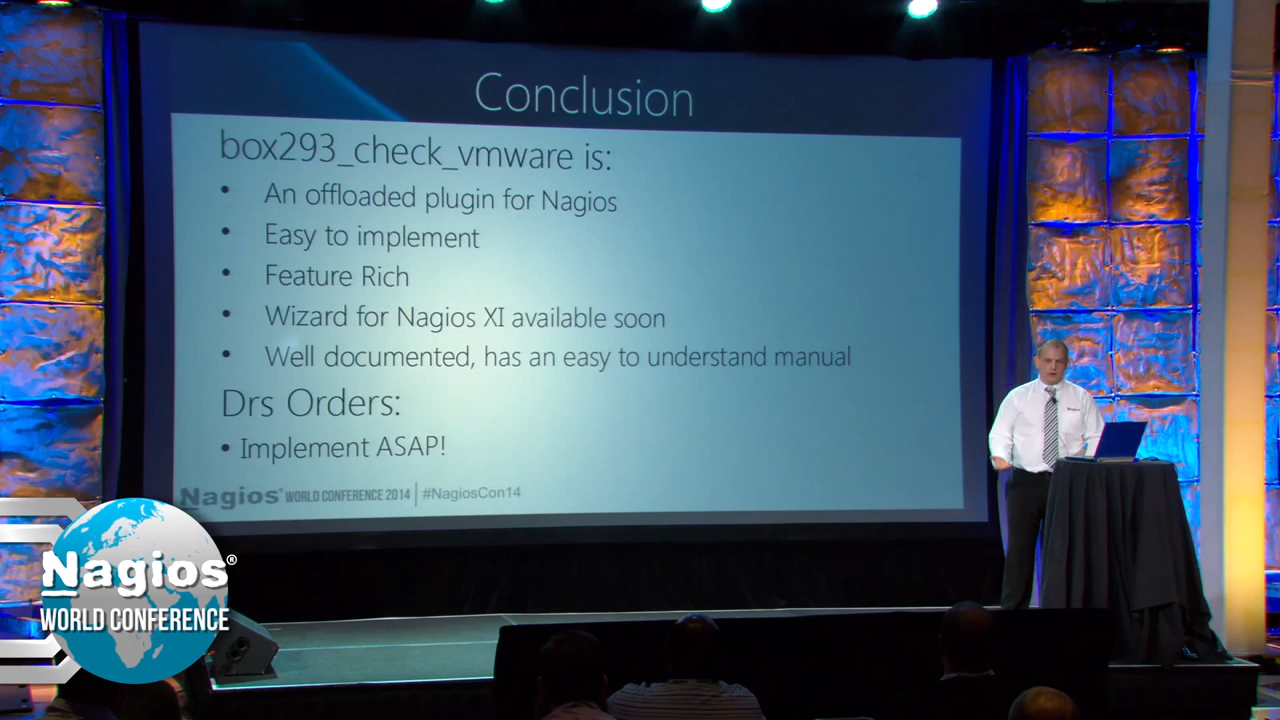 Conclusion
box293_check_vmware is:
• An offloaded plugin for Nagios
• Easy to implement
• Feature Rich
• Wizard for Nagios XI available soon
• Well documented, has an easy to understand manual
Drs Orders:
• Implement ASAP!
Nagios® WORLD CONFERENCE 2014 | #NagiosCon14
Nagios®
WORLD CONFERENCE